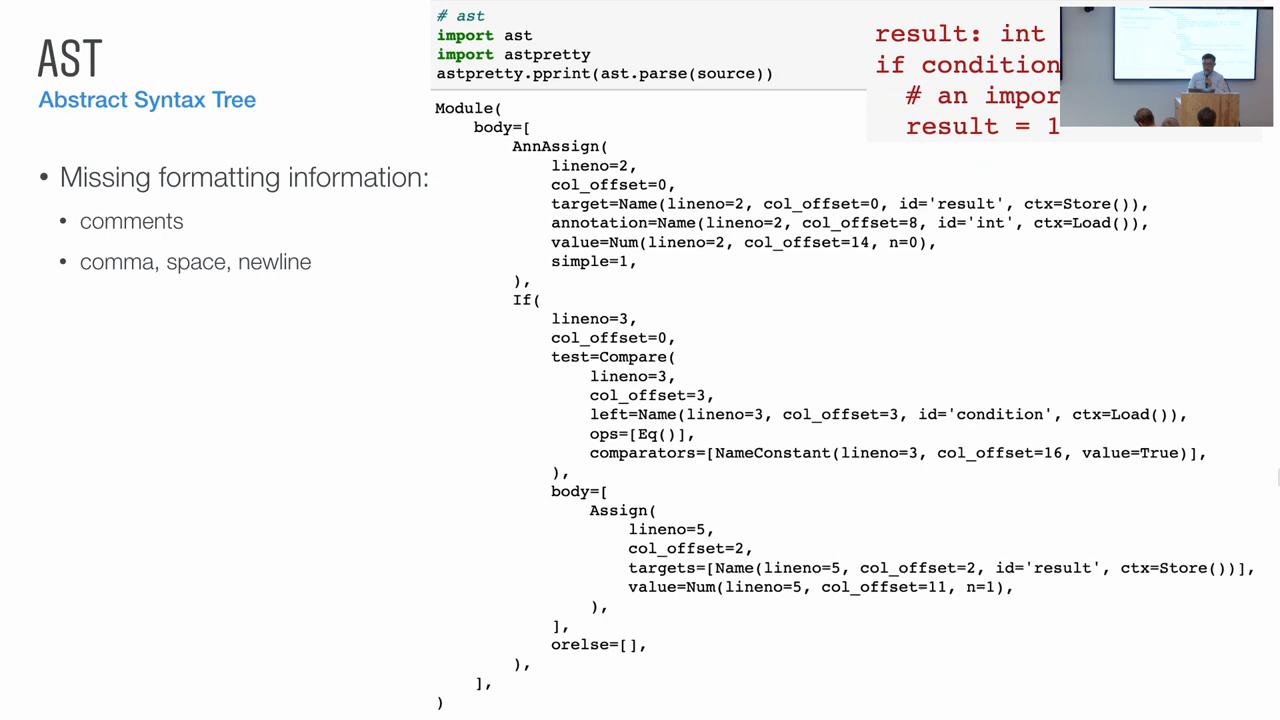 AST
Abstract Syntax Tree
• Missing formatting information:
• comments
• comma, space, newline
# ast
import ast
import astpretty
astpretty.pprint(ast.parse(source))
result: int
if condition
# an impor
result = 1
Module(
body=[
AnnAssign(
lineno=2,
col_offset=0,
target=Name(lineno=2, col_offset=0, id='result', ctx=Store()),
annotation=Name(lineno=2, col_offset=8, id='int', ctx=Load()),
value=Num(lineno=2, col_offset=14, n=0),
simple=1,
),
If(
lineno=3,
col_offset=0,
test=Compare(
lineno=3,
col_offset=3,
left=Name(lineno=3, col_offset=3, id='condition', ctx=Load()),
ops=[Eq()],
comparators=[NameConstant(lineno=3, col_offset=16, value=True)],
),
body=[
Assign(
lineno=5,
col_offset=2,
targets=[Name(lineno=5, col_offset=2, id='result', ctx=Store())],
value=Num(lineno=5, col_offset=11, n=1),
),
],
orelse=[],
),
],
)